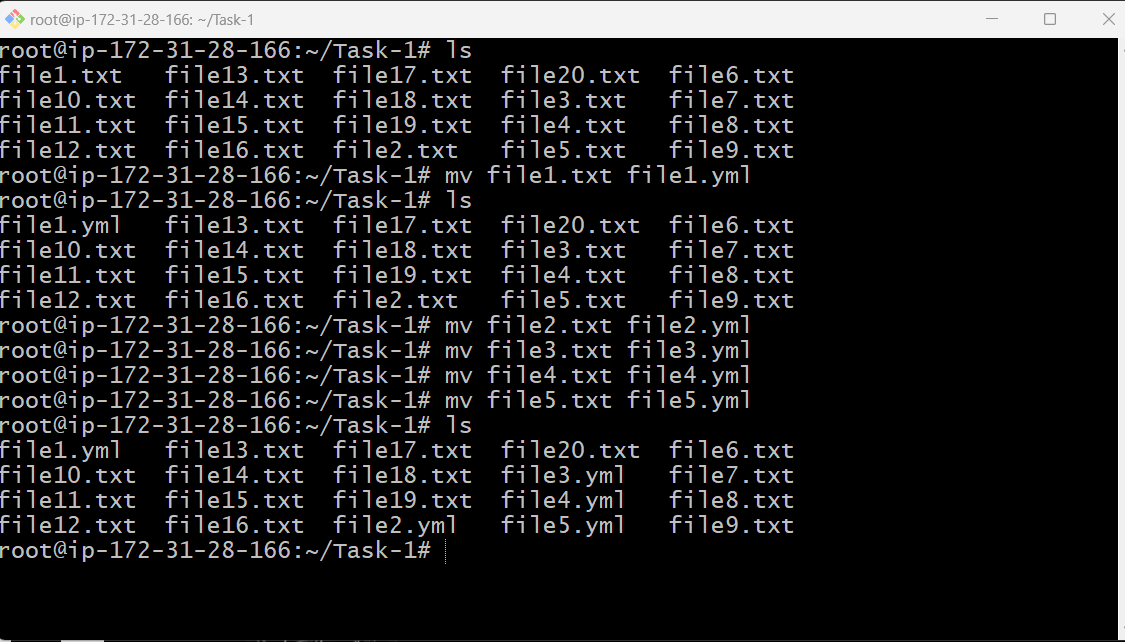 root@ip-172-31-28-166: ~/Task-1
root@ip-172-31-28-166:~/Task-1# ls
file1.txt   file13.txt  file17.txt  file20.txt  file6.txt
file10.txt  file14.txt  file18.txt  file3.txt   file7.txt
file11.txt  file15.txt  file19.txt  file4.txt   file8.txt
file12.txt  file16.txt  file2.txt   file5.txt   file9.txt
root@ip-172-31-28-166:~/Task-1# mv file1.txt file1.yml
root@ip-172-31-28-166:~/Task-1# ls
file1.yml   file13.txt  file17.txt  file20.txt  file6.txt
file10.txt  file14.txt  file18.txt  file3.txt   file7.txt
file11.txt  file15.txt  file19.txt  file4.txt   file8.txt
file12.txt  file16.txt  file2.txt   file5.txt   file9.txt
root@ip-172-31-28-166:~/Task-1# mv file2.txt file2.yml
root@ip-172-31-28-166:~/Task-1# mv file3.txt file3.yml
root@ip-172-31-28-166:~/Task-1# mv file4.txt file4.yml
root@ip-172-31-28-166:~/Task-1# mv file5.txt file5.yml
root@ip-172-31-28-166:~/Task-1# ls
file1.yml   file13.txt  file17.txt  file20.txt  file6.txt
file10.txt  file14.txt  file18.txt  file3.yml   file7.txt
file11.txt  file15.txt  file19.txt  file4.yml   file8.txt
file12.txt  file16.txt  file2.yml   file5.yml   file9.txt
root@ip-172-31-28-166:~/Task-1#